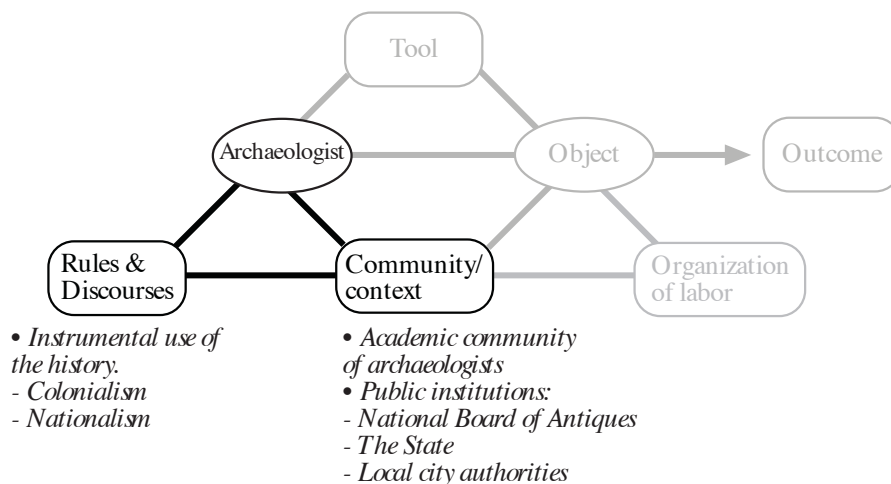 Tool
Archaeologist
Object
Outcome
Rules &
Discourses
Community/
context
Organization
of labor
• Instrumental use of
the history.
- Colonialism
- Nationalism
• Academic community
of archaeologists
• Public institutions:
- National Board of Antiques
- The State
- Local city authorities